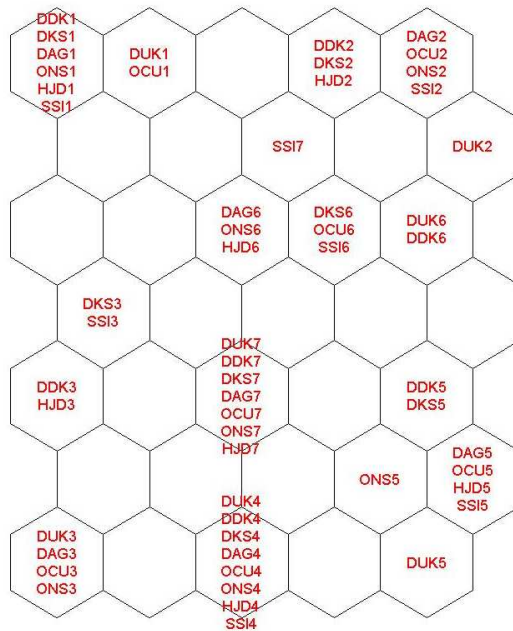 DDK1
DKS1
DAG1
ONS1
HJD1
SSI1
DUK1
OCU1
DDK2
DKS2
HJD2
DAG2
OCU2
ONS2
SSI2
SSI7
DUK2
DAG6
ONS6
HJD6
DKS6
OCU6
SSI6
DUK6
DDK6
DKS3
SSI3
DDK3
HJD3
DUK7
DDK7
DKS7
DAG7
OCU7
ONS7
HJD7
DDK5
DKS5
ONS5
DAG5
OCU5
HJD5
SSI5
DUK3
DAG3
OCU3
ONS3
DUK4
DDK4
DKS4
DAG4
OCU4
ONS4
HJD4
SSI4
DUK5